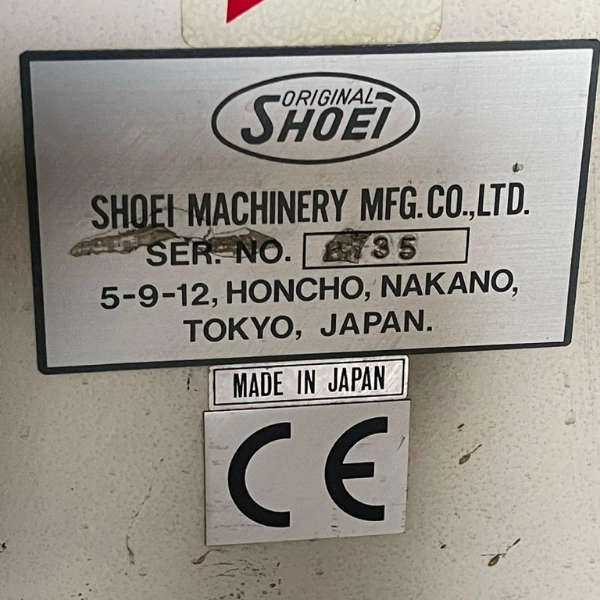 ORIGINAL
SHOEI
SHOEI MACHINERY MFG.CO.,LTD.
SER. NO.
5-9-12, HONCHO, NAKANO,
TOKYO, JAPAN.
MADE IN JAPAN
CE